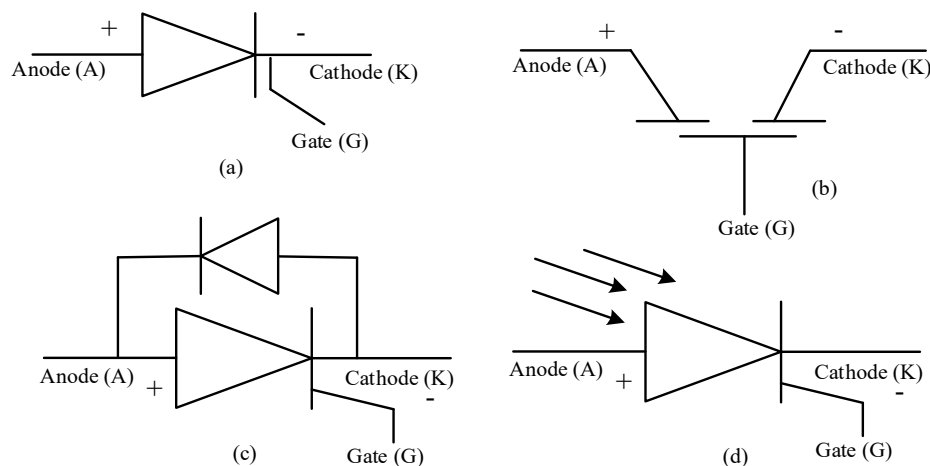 + -
Anode (A) Cathode (K)
Gate (G)
(a)
+ -
Anode (A) Cathode (K)
(b)
Gate (G)
Anode (A) + Cathode (K) -
Gate (G)
(c)
Anode (A) + Cathode (K) -
Gate (G)
(d)